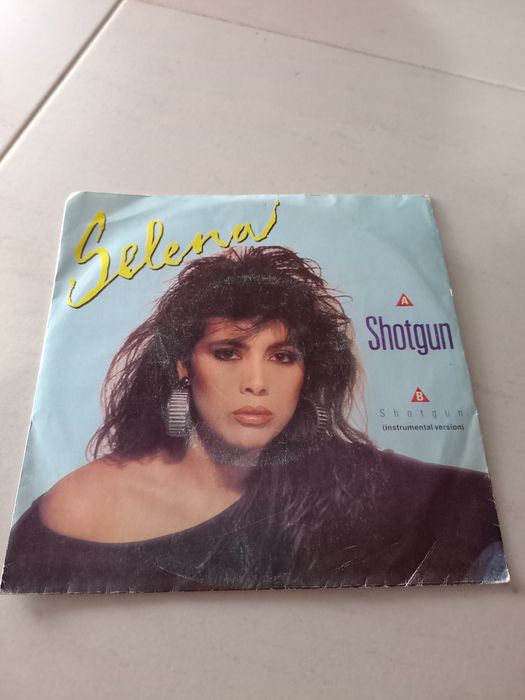 Selena
A
Shotgun
B
Shotgun
(instrumental version)